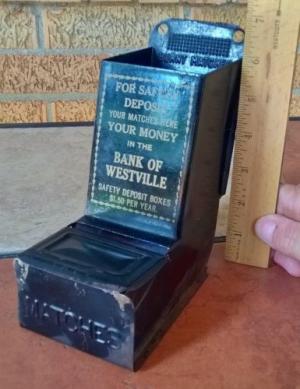 FOR SAFETY
DEPOSIT
YOUR MATCHES HERE
YOUR MONEY
IN THE
BANK OF
WESTVILLE
SAFETY DEPOSIT BOXES
$1.50 PER YEAR
MATCHES